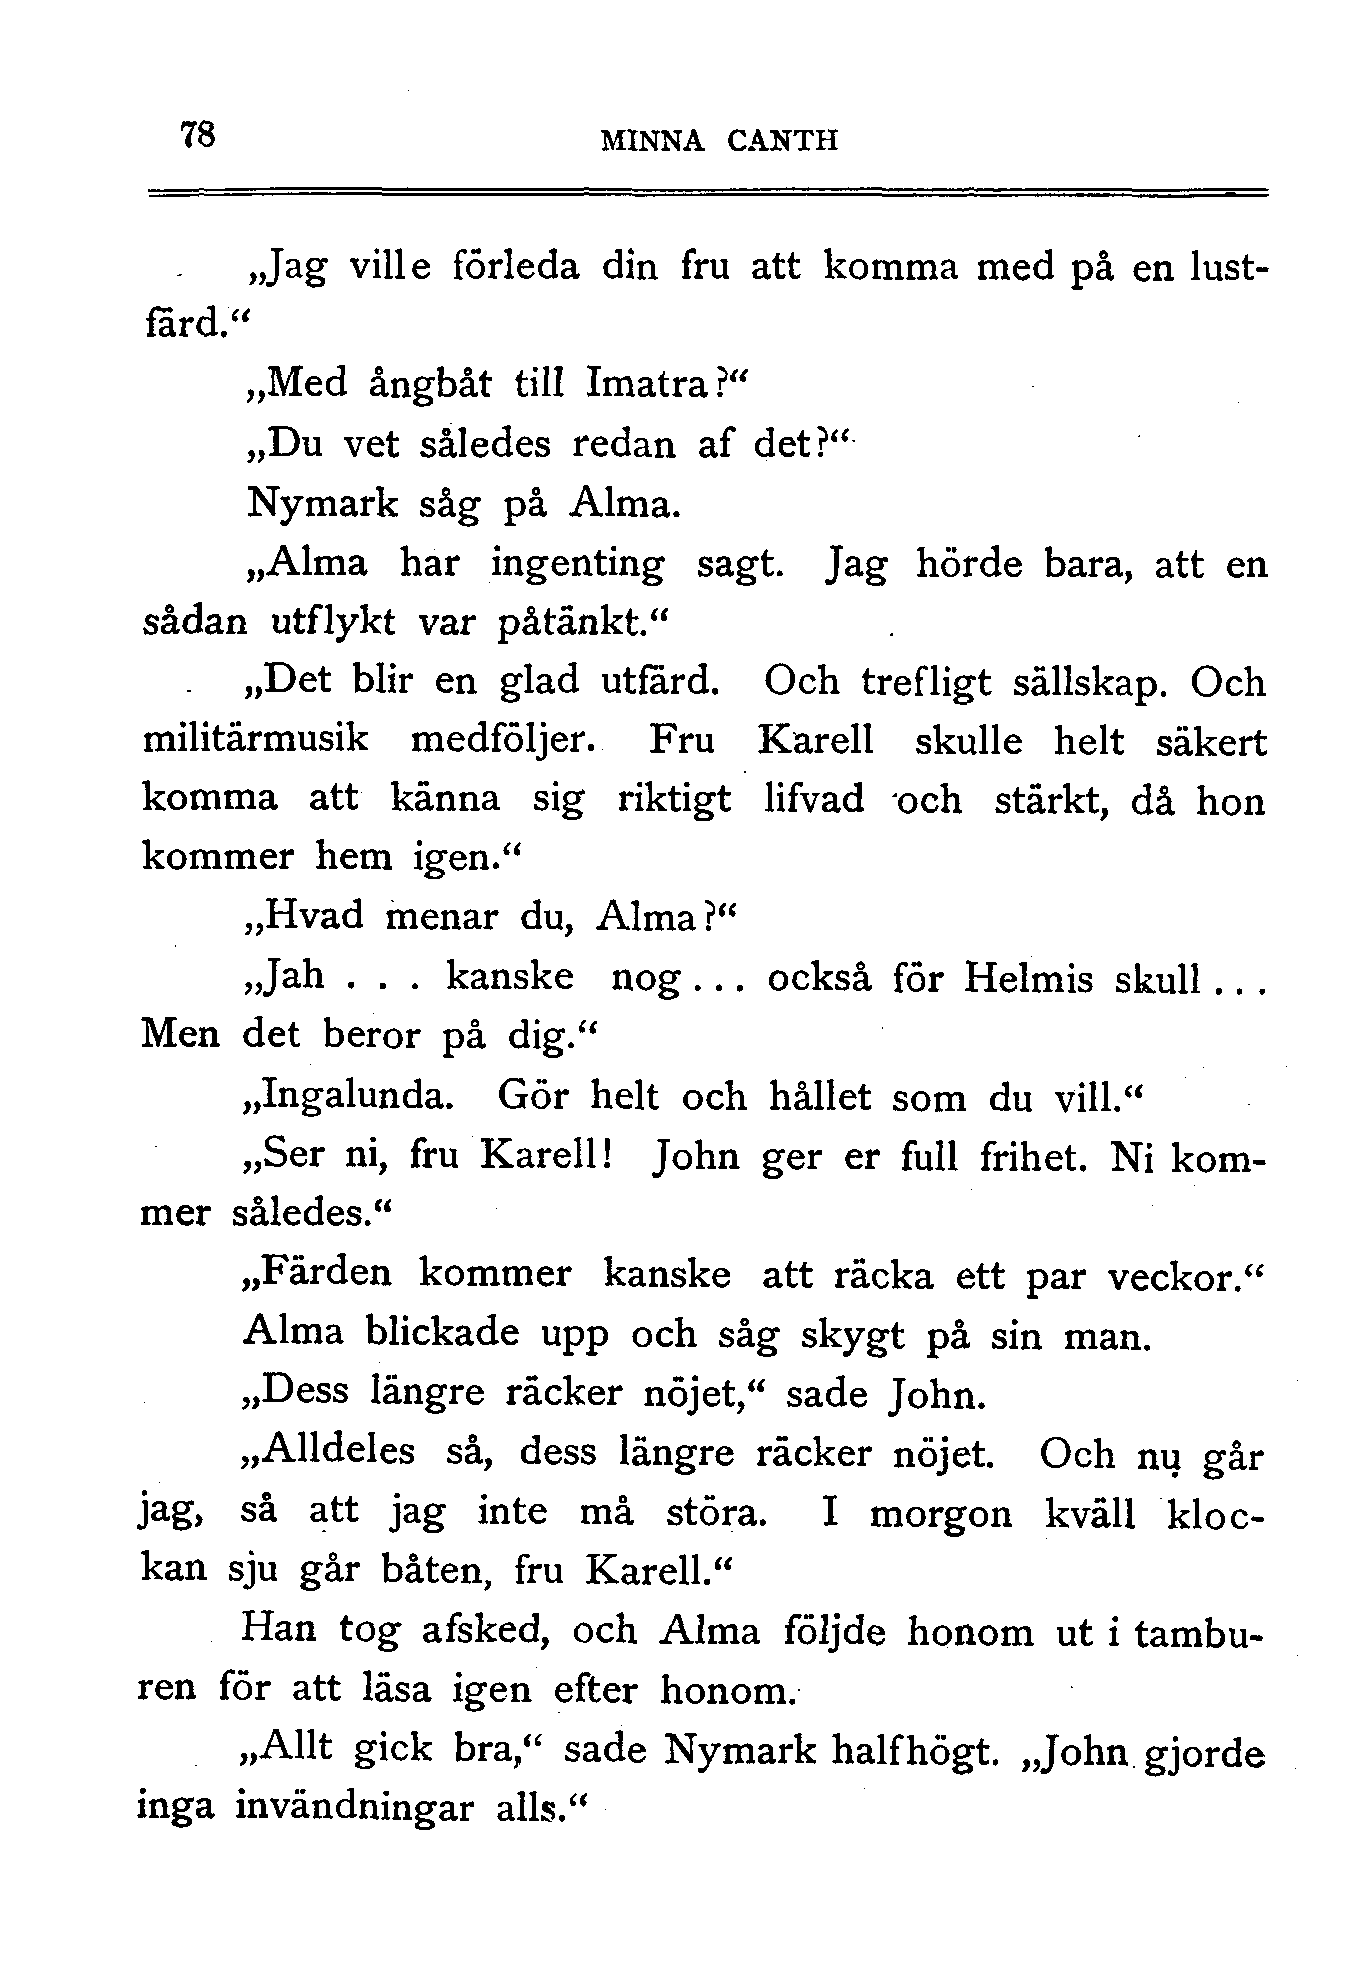 78
MINNA CANTH
„Jag ville förleda din fru att komma med på en lust-
färd.“
„Med ångbåt till Imatra?“
„Du vet således redan af det?“
Nymark såg på Alma.
„Alma har ingenting sagt. Jag hörde bara, att en
sådan utflykt var påtänkt.“
„Det blir en glad utfärd. Och trefligt sällskap. Och
militärmusik medföljer. Fru Karell skulle helt säkert
komma att känna sig riktigt lifvad och stärkt, då hon
kommer hem igen.“
„Hvad menar du, Alma?“
„Jah . . . kanske nog . . . också för Helmis skull . . .
Men det beror på dig.“
„Ingalunda. Gör helt och hållet som du vill.“
„Ser ni, fru Karell! John ger er full frihet. Ni kom-
mer således.“
„Färden kommer kanske att räcka ett par veckor.“
Alma blickade upp och såg skygt på sin man.
„Dess längre räcker nöjet,“ sade John.
„Alldeles så, dess längre räcker nöjet. Och nu går
jag, så att jag inte må störa. I morgon kväll kloc-
kan sju går båten, fru Karell.“
Han tog afsked, och Alma följde honom ut i tambu-
ren för att läsa igen efter honom.
„Allt gick bra,“ sade Nymark halfhögt. „John gjorde
inga invändningar alls.“